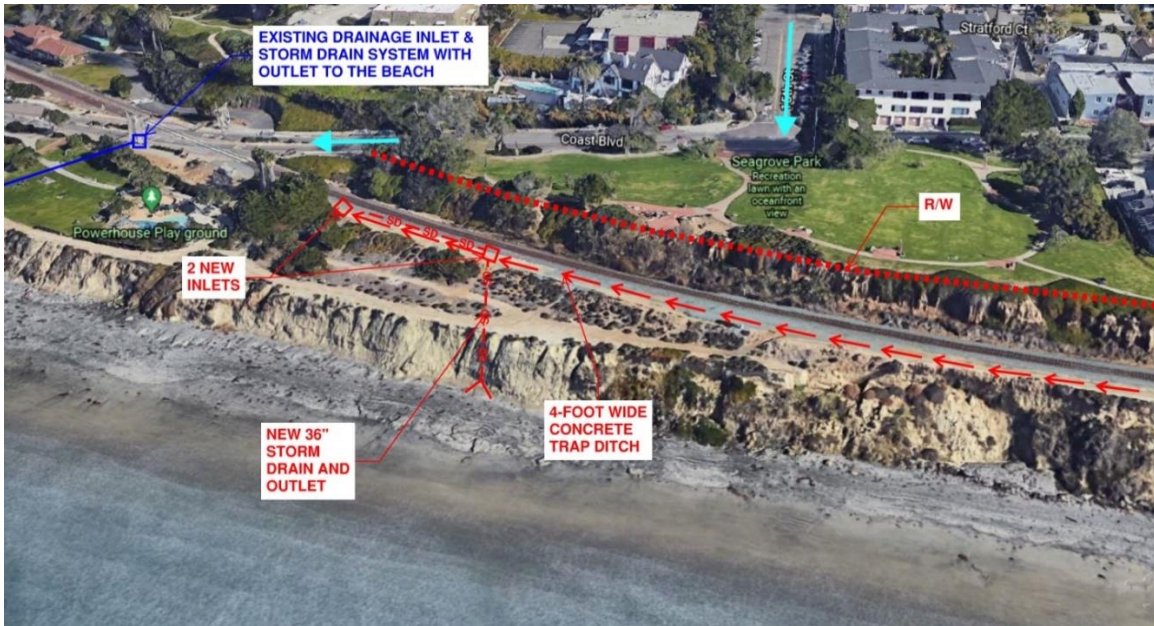 EXISTING DRAINAGE INLET &
STORM DRAIN SYSTEM WITH
OUTLET TO THE BEACH
Stratford Ct
Coast Blvd
Seagrove Park
Recreation
lawn with an
oceanfront
view
R/W
Powerhouse Play ground
SD
SD
SD
2 NEW
INLETS
4-FOOT WIDE
CONCRETE
TRAP DITCH
NEW 36"
STORM
DRAIN AND
OUTLET